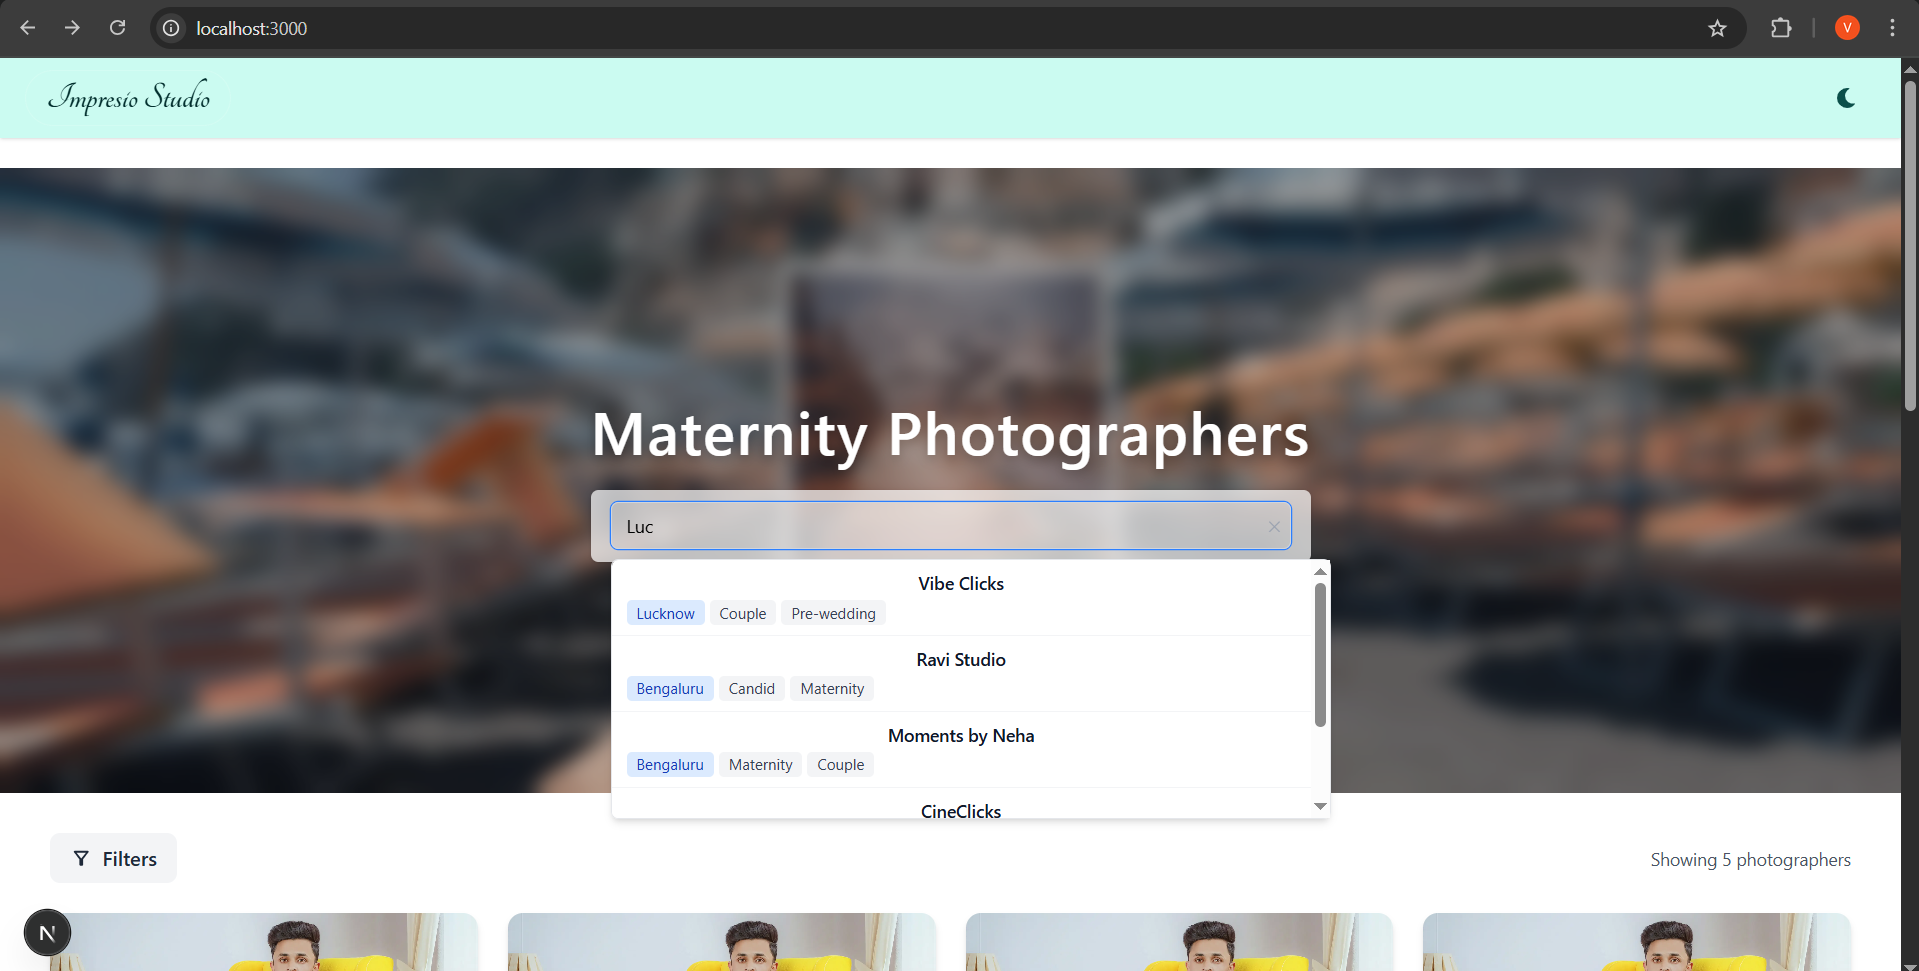 localhost:3000
V
Impresio Studio
Maternity Photographers
Luc
Vibe Clicks
Lucknow Couple Pre-wedding
Ravi Studio
Bengaluru Candid Maternity
Moments by Neha
Bengaluru Maternity Couple
CineClicks
Filters
Showing 5 photographers
N